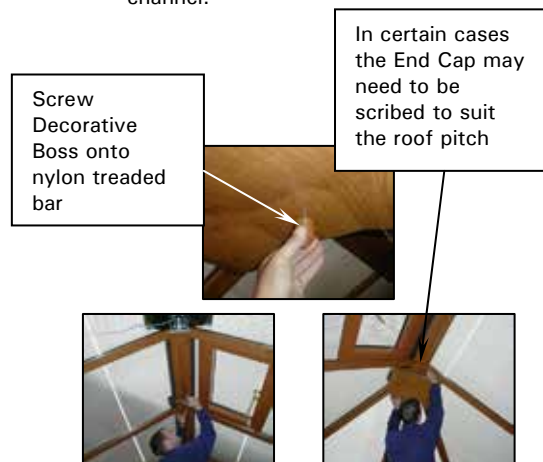 channel.
In certain cases
the End Cap may
need to be
scribed to suit
the roof pitch
Screw
Decorative
Boss onto
nylon treaded
bar